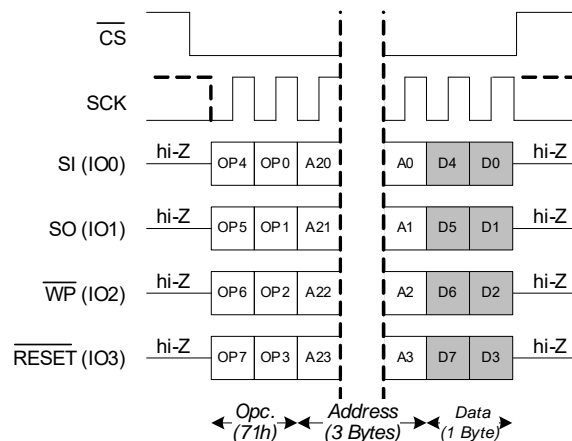 CS
SCK
hi-Z hi-Z
SI (IO0) OP4 OP0 A20 A0 D4 D0
hi-Z hi-Z
SO (IO1) OP5 OP1 A21 A1 D5 D1
hi-Z hi-Z
WP (IO2) OP6 OP2 A22 A2 D6 D2
hi-Z hi-Z
RESET (IO3) OP7 OP3 A23 A3 D7 D3
Opc. Address Data
(71h) (3 Bytes) (1 Byte)